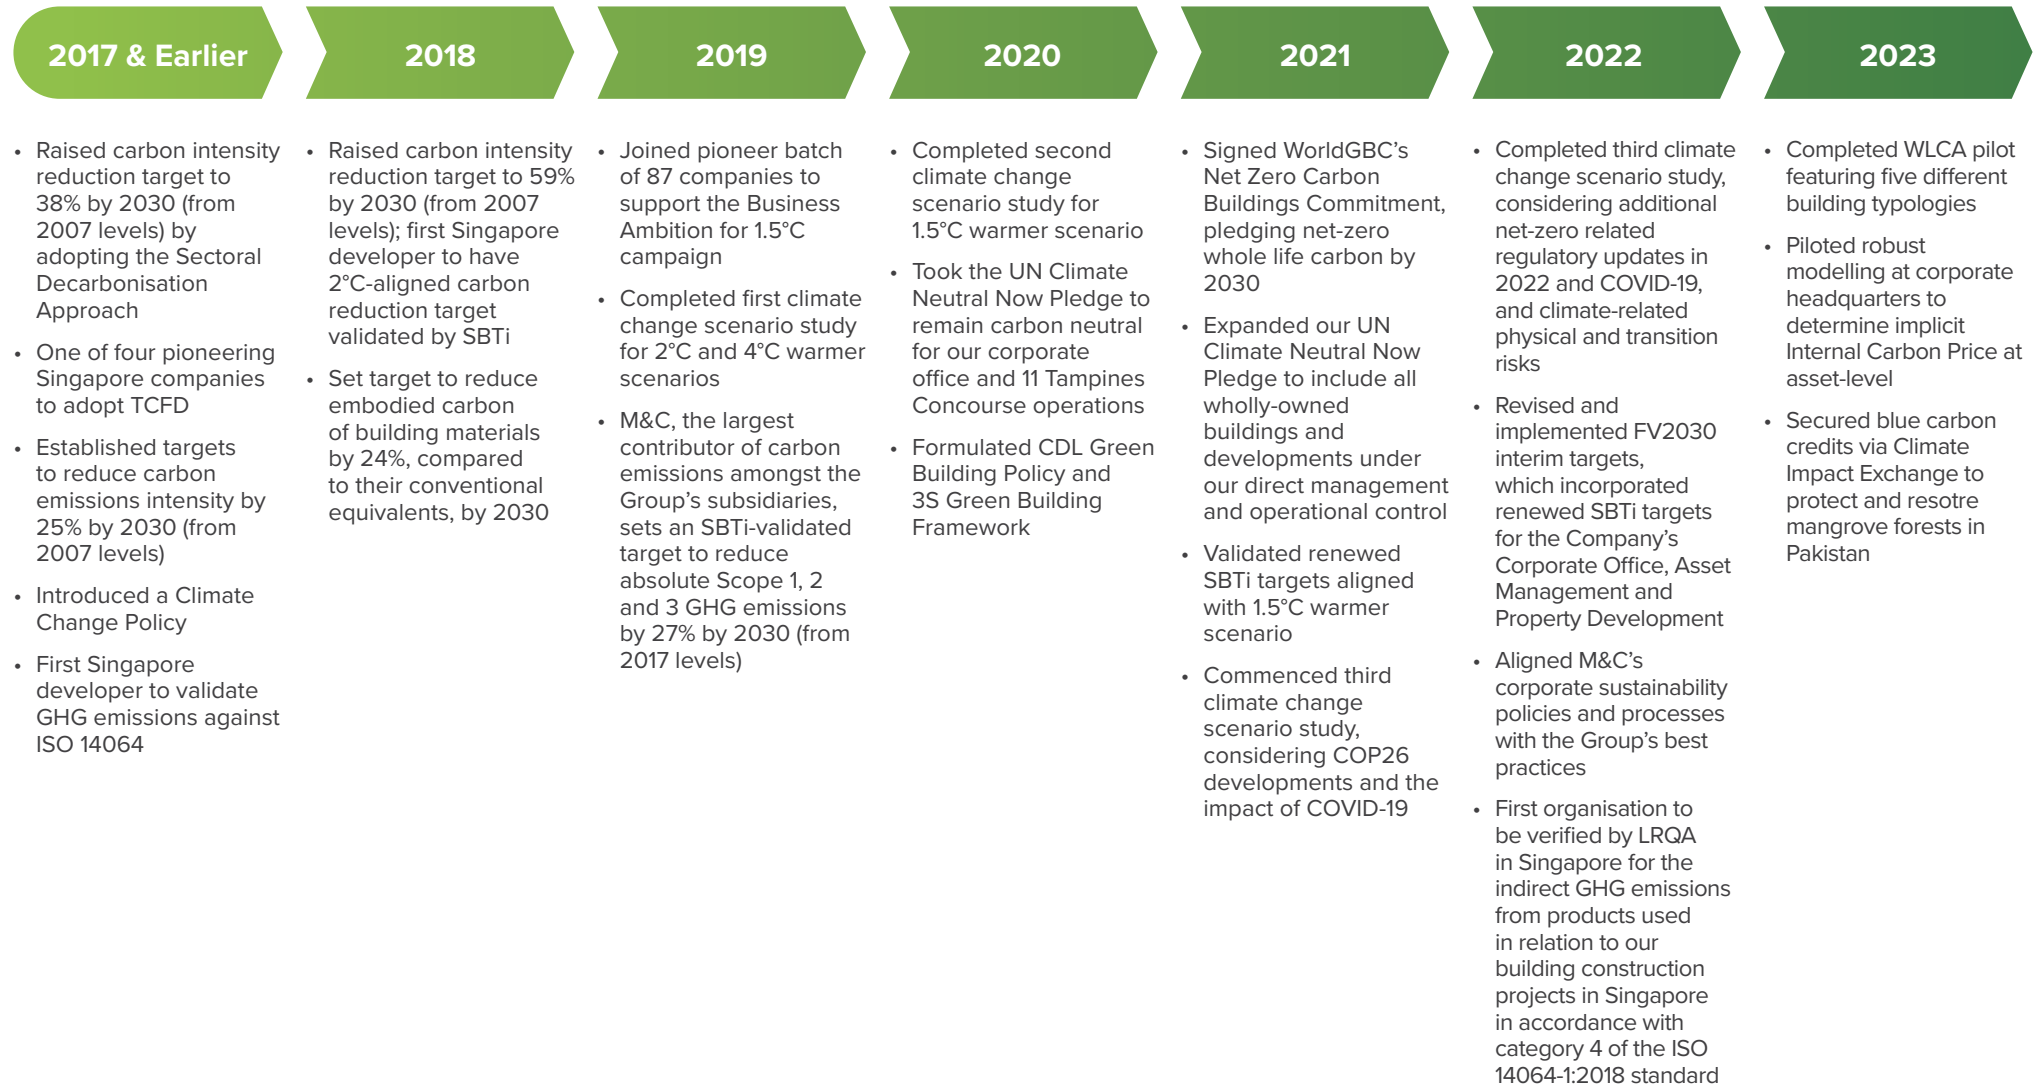 2017 & Earlier
• Raised carbon intensity
reduction target to
38% by 2030 (from
2007 levels) by
adopting the Sectoral
Decarbonisation
Approach
• One of four pioneering
Singapore companies
to adopt TCFD
• Established targets
to reduce carbon
emissions intensity by
25% by 2030 (from
2007 levels)
• Introduced a Climate
Change Policy
• First Singapore
developer to validate
GHG emissions against
ISO 14064
2018
• Raised carbon intensity
reduction target to 59%
by 2030 (from 2007
levels); first Singapore
developer to have
2°C-aligned carbon
reduction target
validated by SBTi
• Set target to reduce
embodied carbon
of building materials
by 24%, compared
to their conventional
equivalents, by 2030
2019
• Joined pioneer batch
of 87 companies to
support the Business
Ambition for 1.5°C
campaign
• Completed first climate
change scenario study
for 2°C and 4°C warmer
scenarios
• M&C, the largest
contributor of carbon
emissions amongst the
Group's subsidiaries,
sets an SBTi-validated
target to reduce
absolute Scope 1, 2
and 3 GHG emissions
by 27% by 2030 (from
2017 levels)
2020
• Completed second
climate change
scenario study for
1.5°C warmer scenario
• Took the UN Climate
Neutral Now Pledge to
remain carbon neutral
for our corporate
office and 11 Tampines
Concourse operations
• Formulated CDL Green
Building Policy and
3S Green Building
Framework
2021
• Signed WorldGBC's
Net Zero Carbon
Buildings Commitment,
pledging net-zero
whole life carbon by
2030
• Expanded our UN
Climate Neutral Now
Pledge to include all
wholly-owned
buildings and
developments under
our direct management
and operational control
• Validated renewed
SBTi targets aligned
with 1.5°C warmer
scenario
• Commenced third
climate change
scenario study,
considering COP26
developments and the
impact of COVID-19
2022
• Completed third climate
change scenario study,
considering additional
net-zero related
regulatory updates in
2022 and COVID-19,
and climate-related
physical and transition
risks
• Revised and
implemented FV2030
interim targets,
which incorporated
renewed SBTi targets
for the Company's
Corporate Office, Asset
Management and
Property Development
• Aligned M&C's
corporate sustainability
policies and processes
with the Group's best
practices
• First organisation to
be verified by LRQA
in Singapore for the
indirect GHG emissions
from products used
in relation to our
building construction
projects in Singapore
in accordance with
category 4 of the ISO
14064-1:2018 standard
2023
• Completed WLCA pilot
featuring five different
building typologies
• Piloted robust
modelling at corporate
headquarters to
determine implicit
Internal Carbon Price at
asset-level
• Secured blue carbon
credits via Climate
Impact Exchange to
protect and resotre
mangrove forests in
Pakistan